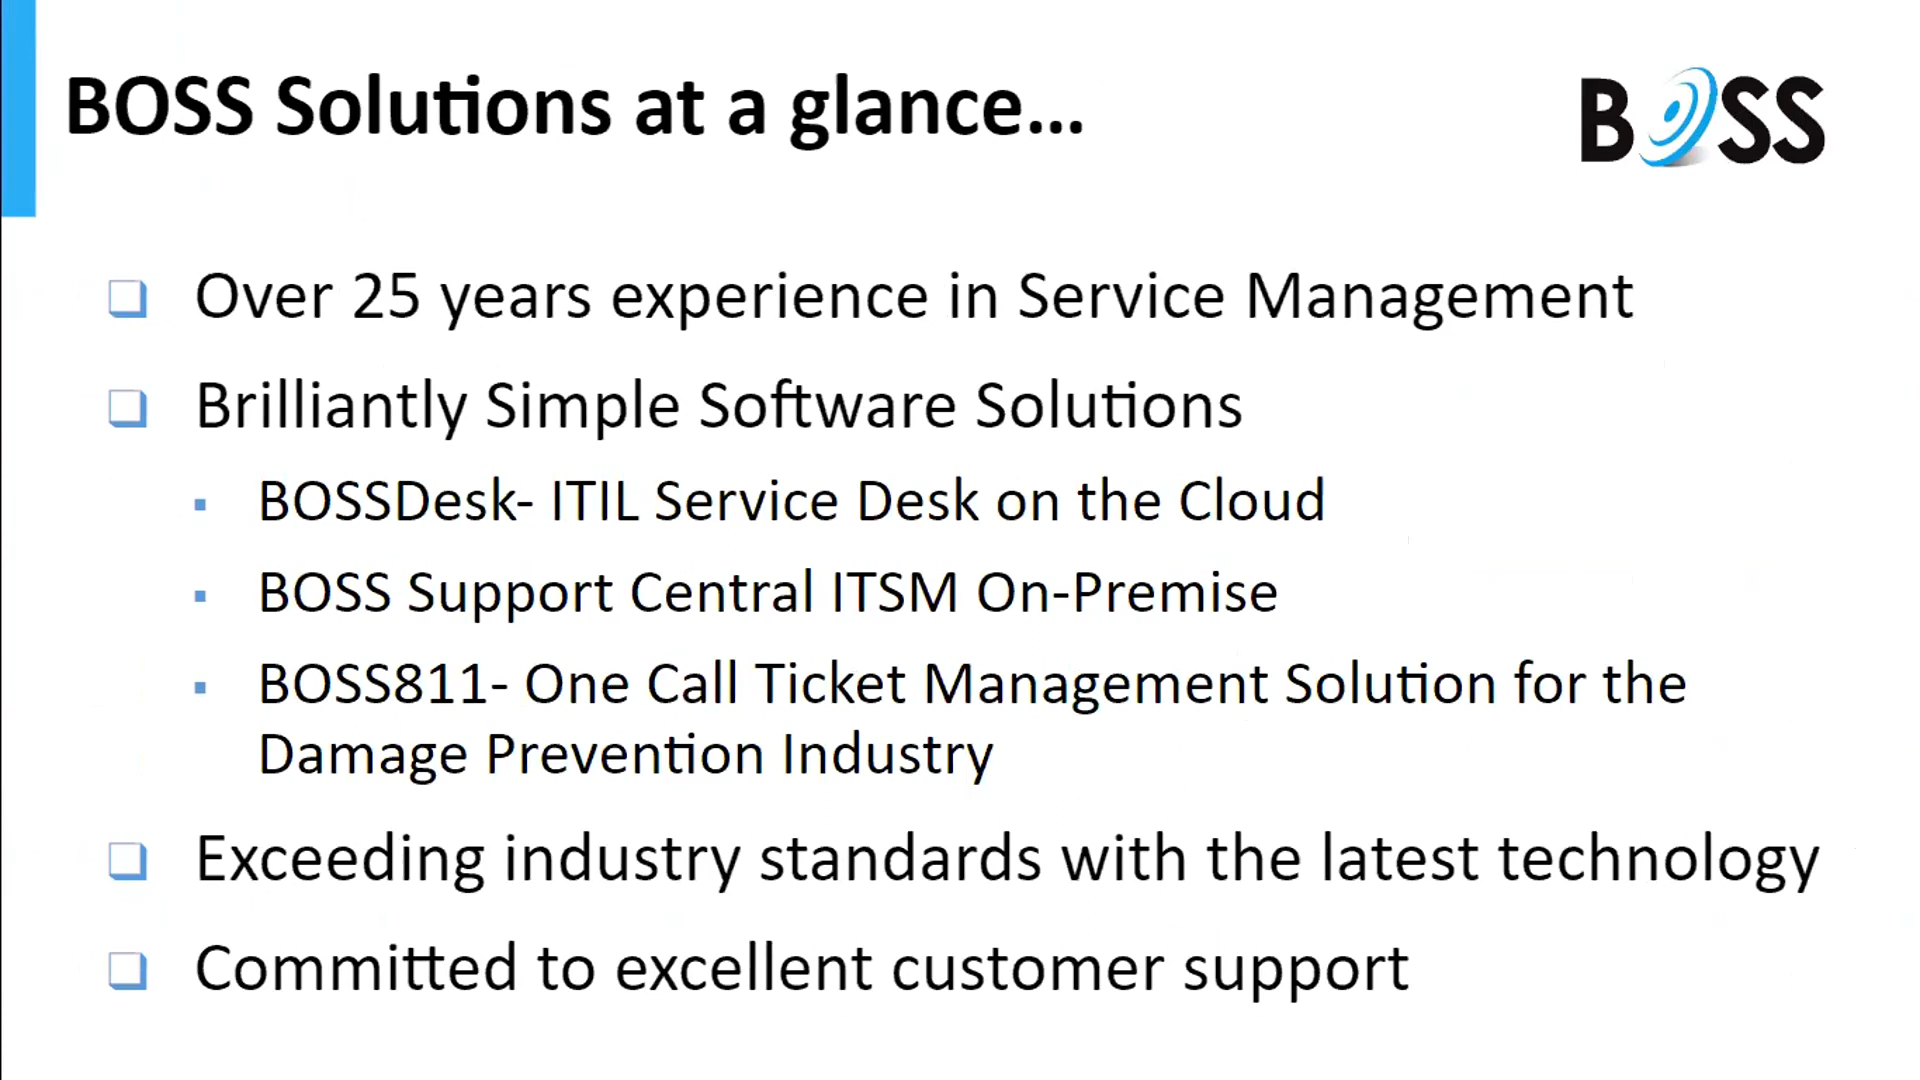 BOSS Solutions at a glance...
BOSS
Over 25 years experience in Service Management
Brilliantly Simple Software Solutions
BOSSDesk- ITIL Service Desk on the Cloud
BOSS Support Central ITSM On-Premise
BOSS811- One Call Ticket Management Solution for the
Damage Prevention Industry
Exceeding industry standards with the latest technology
Committed to excellent customer support